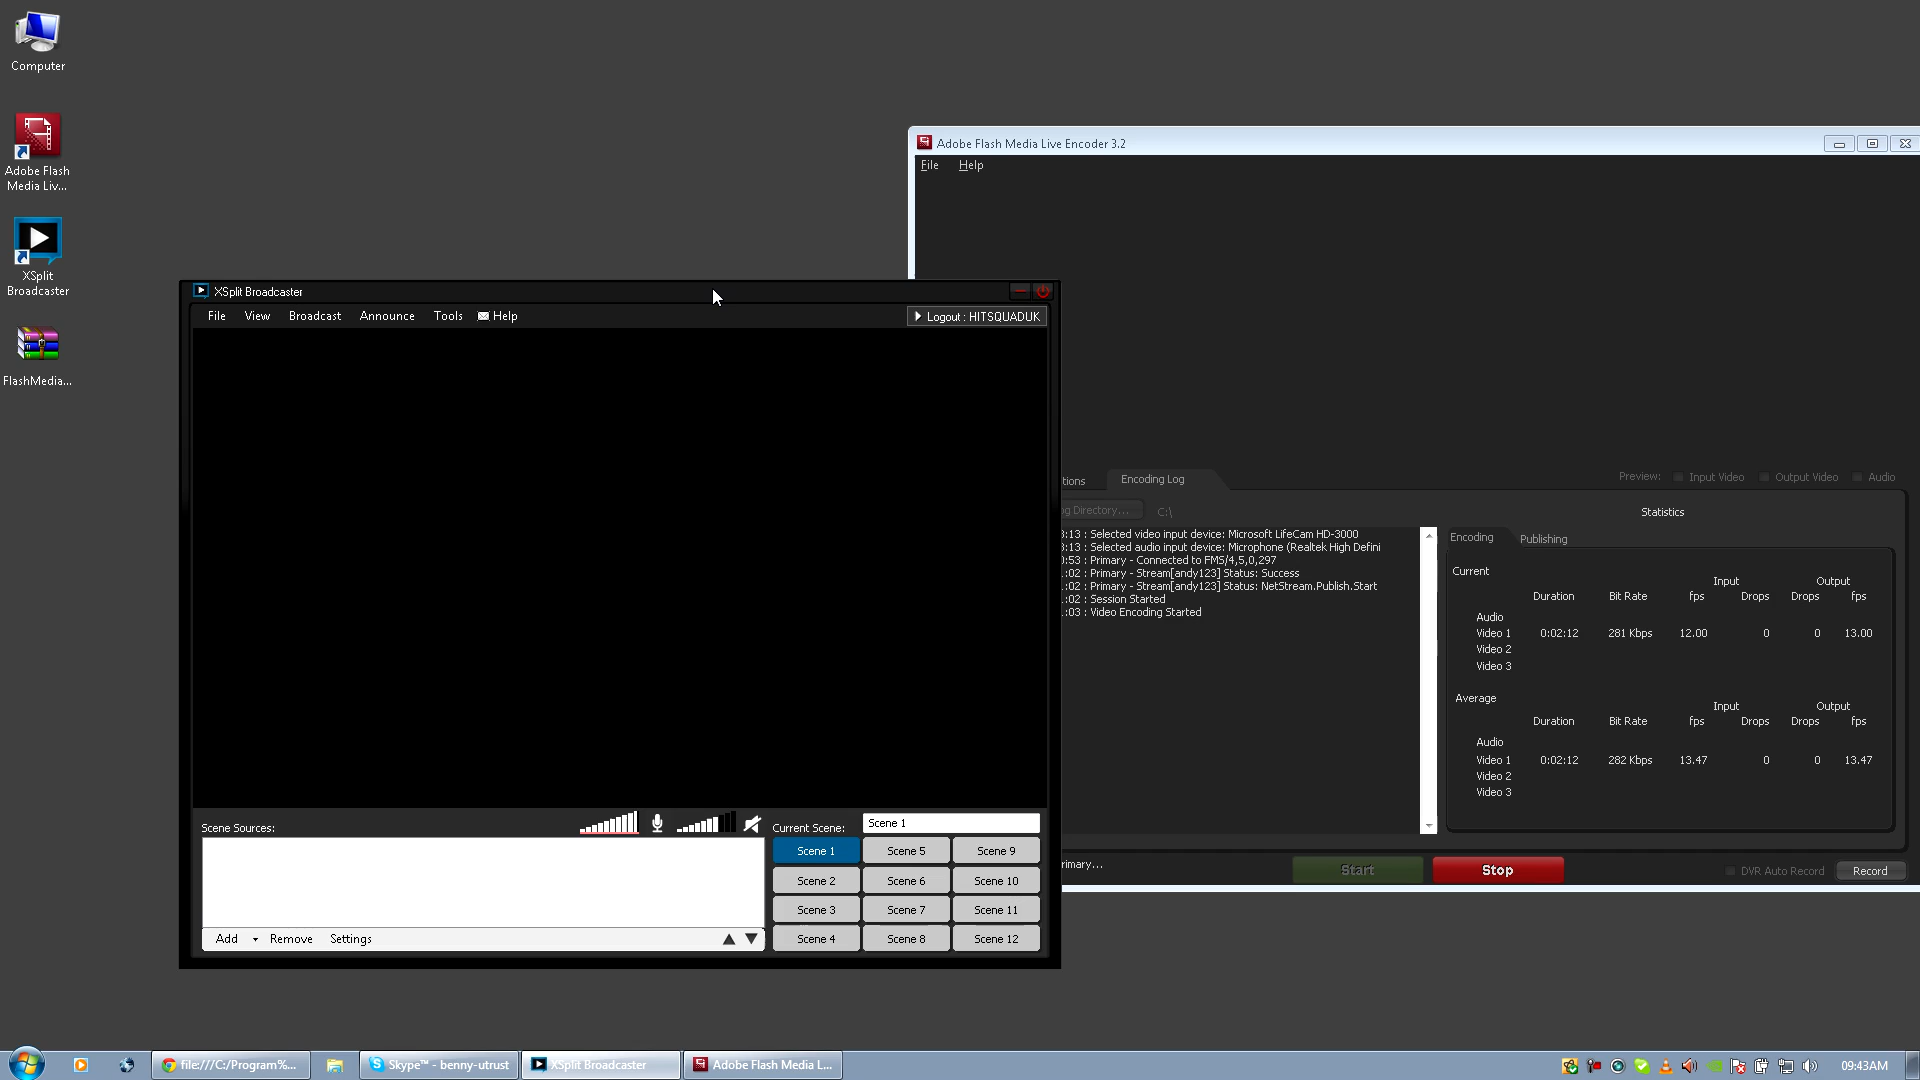 Computer
Adobe Flash
Media Liv...
XSplit
Broadcaster
FlashMedia...
Adobe Flash Media Live Encoder 3.2
File Help
XSplit Broadcaster
File View Broadcast Announce Tools Help
Logout : HITSQUADUK
Scene Sources:
Current Scene: Scene 1
Scene 1 Scene 5 Scene 9
Scene 2 Scene 6 Scene 10
Scene 3 Scene 7 Scene 11
Scene 4 Scene 8 Scene 12
Add Remove Settings
tions Encoding Log
Preview: Input Video Output Video Audio
g Directory... C:\
:13 : Selected video input device: Microsoft LifeCam HD-3000
:13 : Selected audio input device: Microphone (Realtek High Defini
:53 : Primary - Connected to FMS/4,5,0,297
:02 : Primary - Stream[andy123] Status: Success
:02 : Primary - Stream[andy123] Status: NetStream.Publish.Start
:02 : Session Started
:03 : Video Encoding Started
Statistics
Encoding Publishing
Current
Input Output
Duration Bit Rate fps Drops Drops fps
Audio
Video 1 0:02:12 281 Kbps 12.00 0 0 13.00
Video 2
Video 3
Average
Input Output
Duration Bit Rate fps Drops Drops fps
Audio
Video 1 0:02:12 282 Kbps 13.47 0 0 13.47
Video 2
Video 3
rimary...
Start Stop DVR Auto Record Record
file:///C:/Program%... Skype™ - benny-utrust XSplit Broadcaster Adobe Flash Media L... 09:43AM